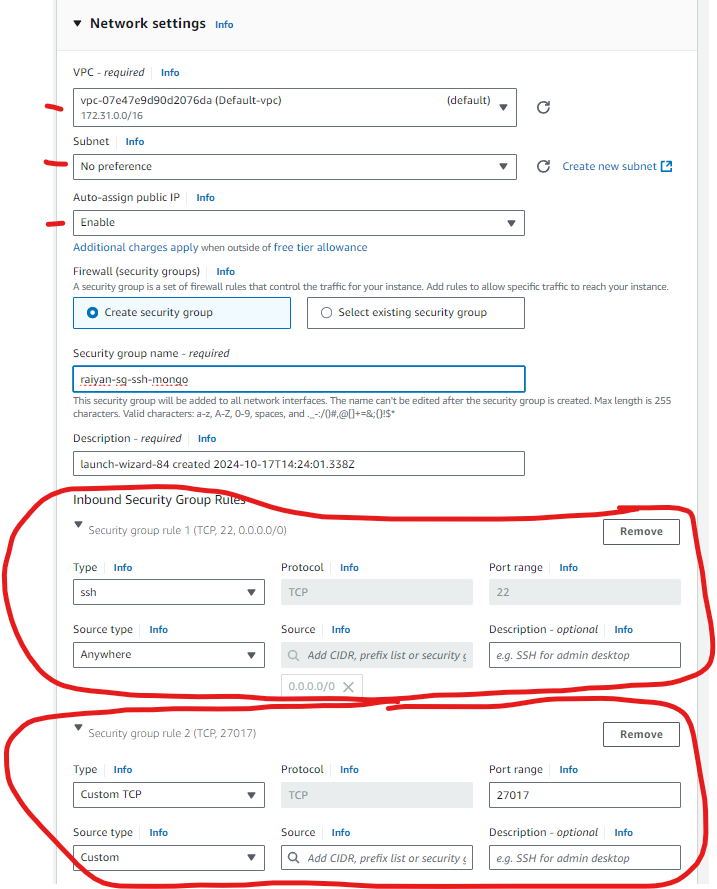 Network settings Info
VPC - required Info
vpc-07e47e9d90d2076da (Default-vpc) (default)
172.31.0.0/16
Subnet Info
No preference Create new subnet
Auto-assign public IP Info
Enable
Additional charges apply when outside of free tier allowance
Firewall (security groups) Info
A security group is a set of firewall rules that control the traffic for your instance. Add rules to allow specific traffic to reach your instance.
Create security group Select existing security group
Security group name - required
raiyan-sg-ssh-mongo
This security group will be added to all network interfaces. The name can't be edited after the security group is created. Max length is 255
characters. Valid characters: a-z, A-Z, 0-9, spaces, and ._-:/()#,@[]+=&;{}!$*
Description - required Info
launch-wizard-84 created 2024-10-17T14:24:01.338Z
Inbound Security Group Rules
Security group rule 1 (TCP, 22, 0.0.0.0/0) Remove
Type Info Protocol Info Port range Info
ssh TCP 22
Source type Info Source Info Description - optional Info
Anywhere Add CIDR, prefix list or security g e.g. SSH for admin desktop
0.0.0.0/0
Security group rule 2 (TCP, 27017) Remove
Type Info Protocol Info Port range Info
Custom TCP TCP 27017
Source type Info Source Info Description - optional Info
Custom Add CIDR, prefix list or security g e.g. SSH for admin desktop